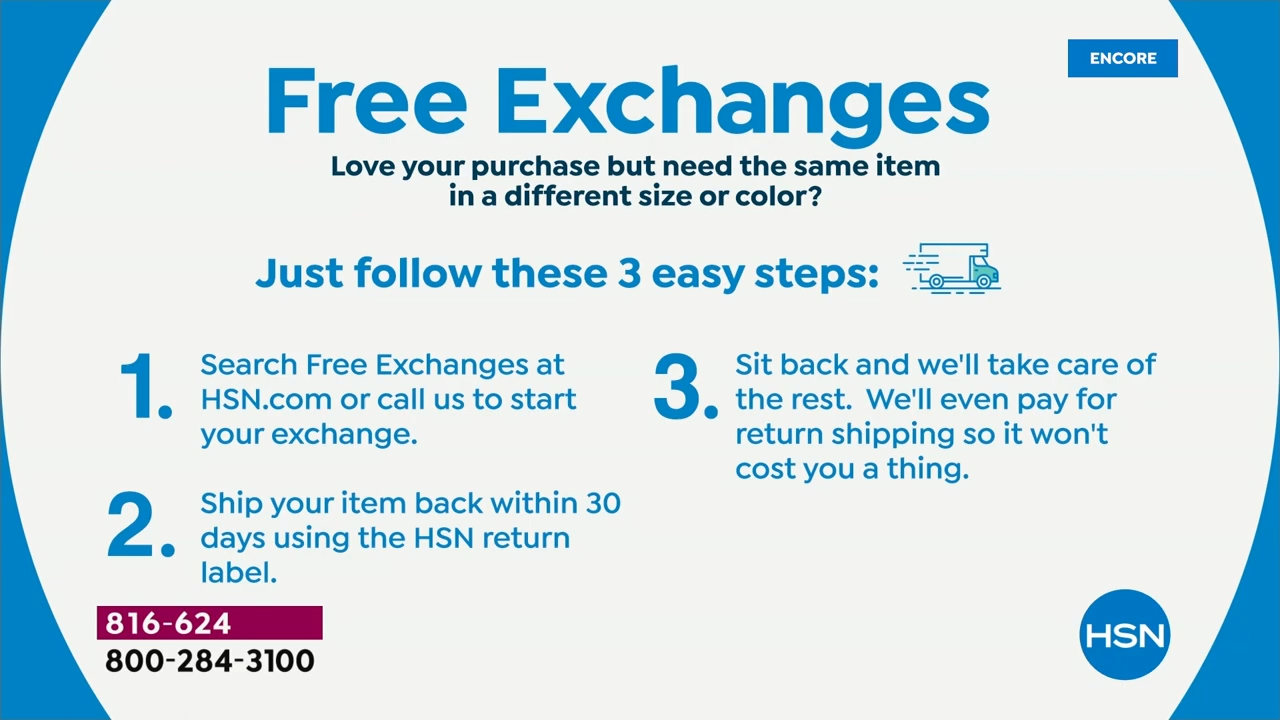 ENCORE
Free Exchanges
Love your purchase but need the same item
in a different size or color?
Just follow these 3 easy steps:
1. Search Free Exchanges at
HSN.com or call us to start
your exchange.
2. Ship your item back within 30
days using the HSN return
label.
3. Sit back and we'll take care of
the rest.  We'll even pay for
return shipping so it won't
cost you a thing.
816-624
800-284-3100
HSN